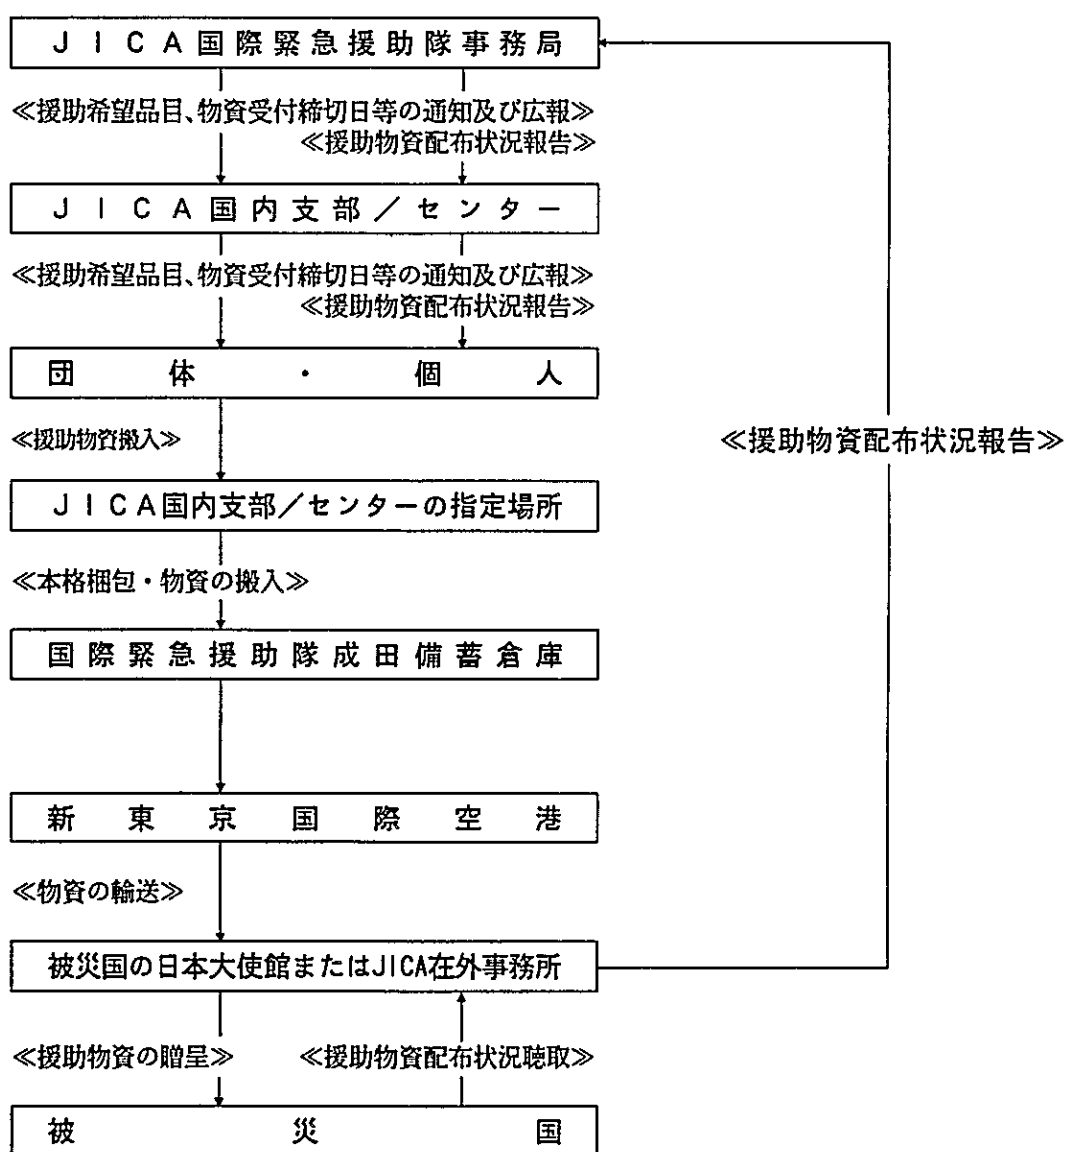 JICA国際緊急援助隊事務局
≪援助希望品目、物資受付締切日等の通知及び広報≫
≪援助物資配布状況報告≫
JICA国内支部／センター
≪援助希望品目、物資受付締切日等の通知及び広報≫
≪援助物資配布状況報告≫
団体・個人
≪援助物資搬入≫
≪援助物資配布状況報告≫
JICA国内支部／センターの指定場所
≪本格梱包・物資の搬入≫
国際緊急援助隊成田備蓄倉庫
新東京国際空港
≪物資の輸送≫
被災国の日本大使館またはJICA在外事務所
≪援助物資の贈呈≫ ≪援助物資配布状況聴取≫
被災国